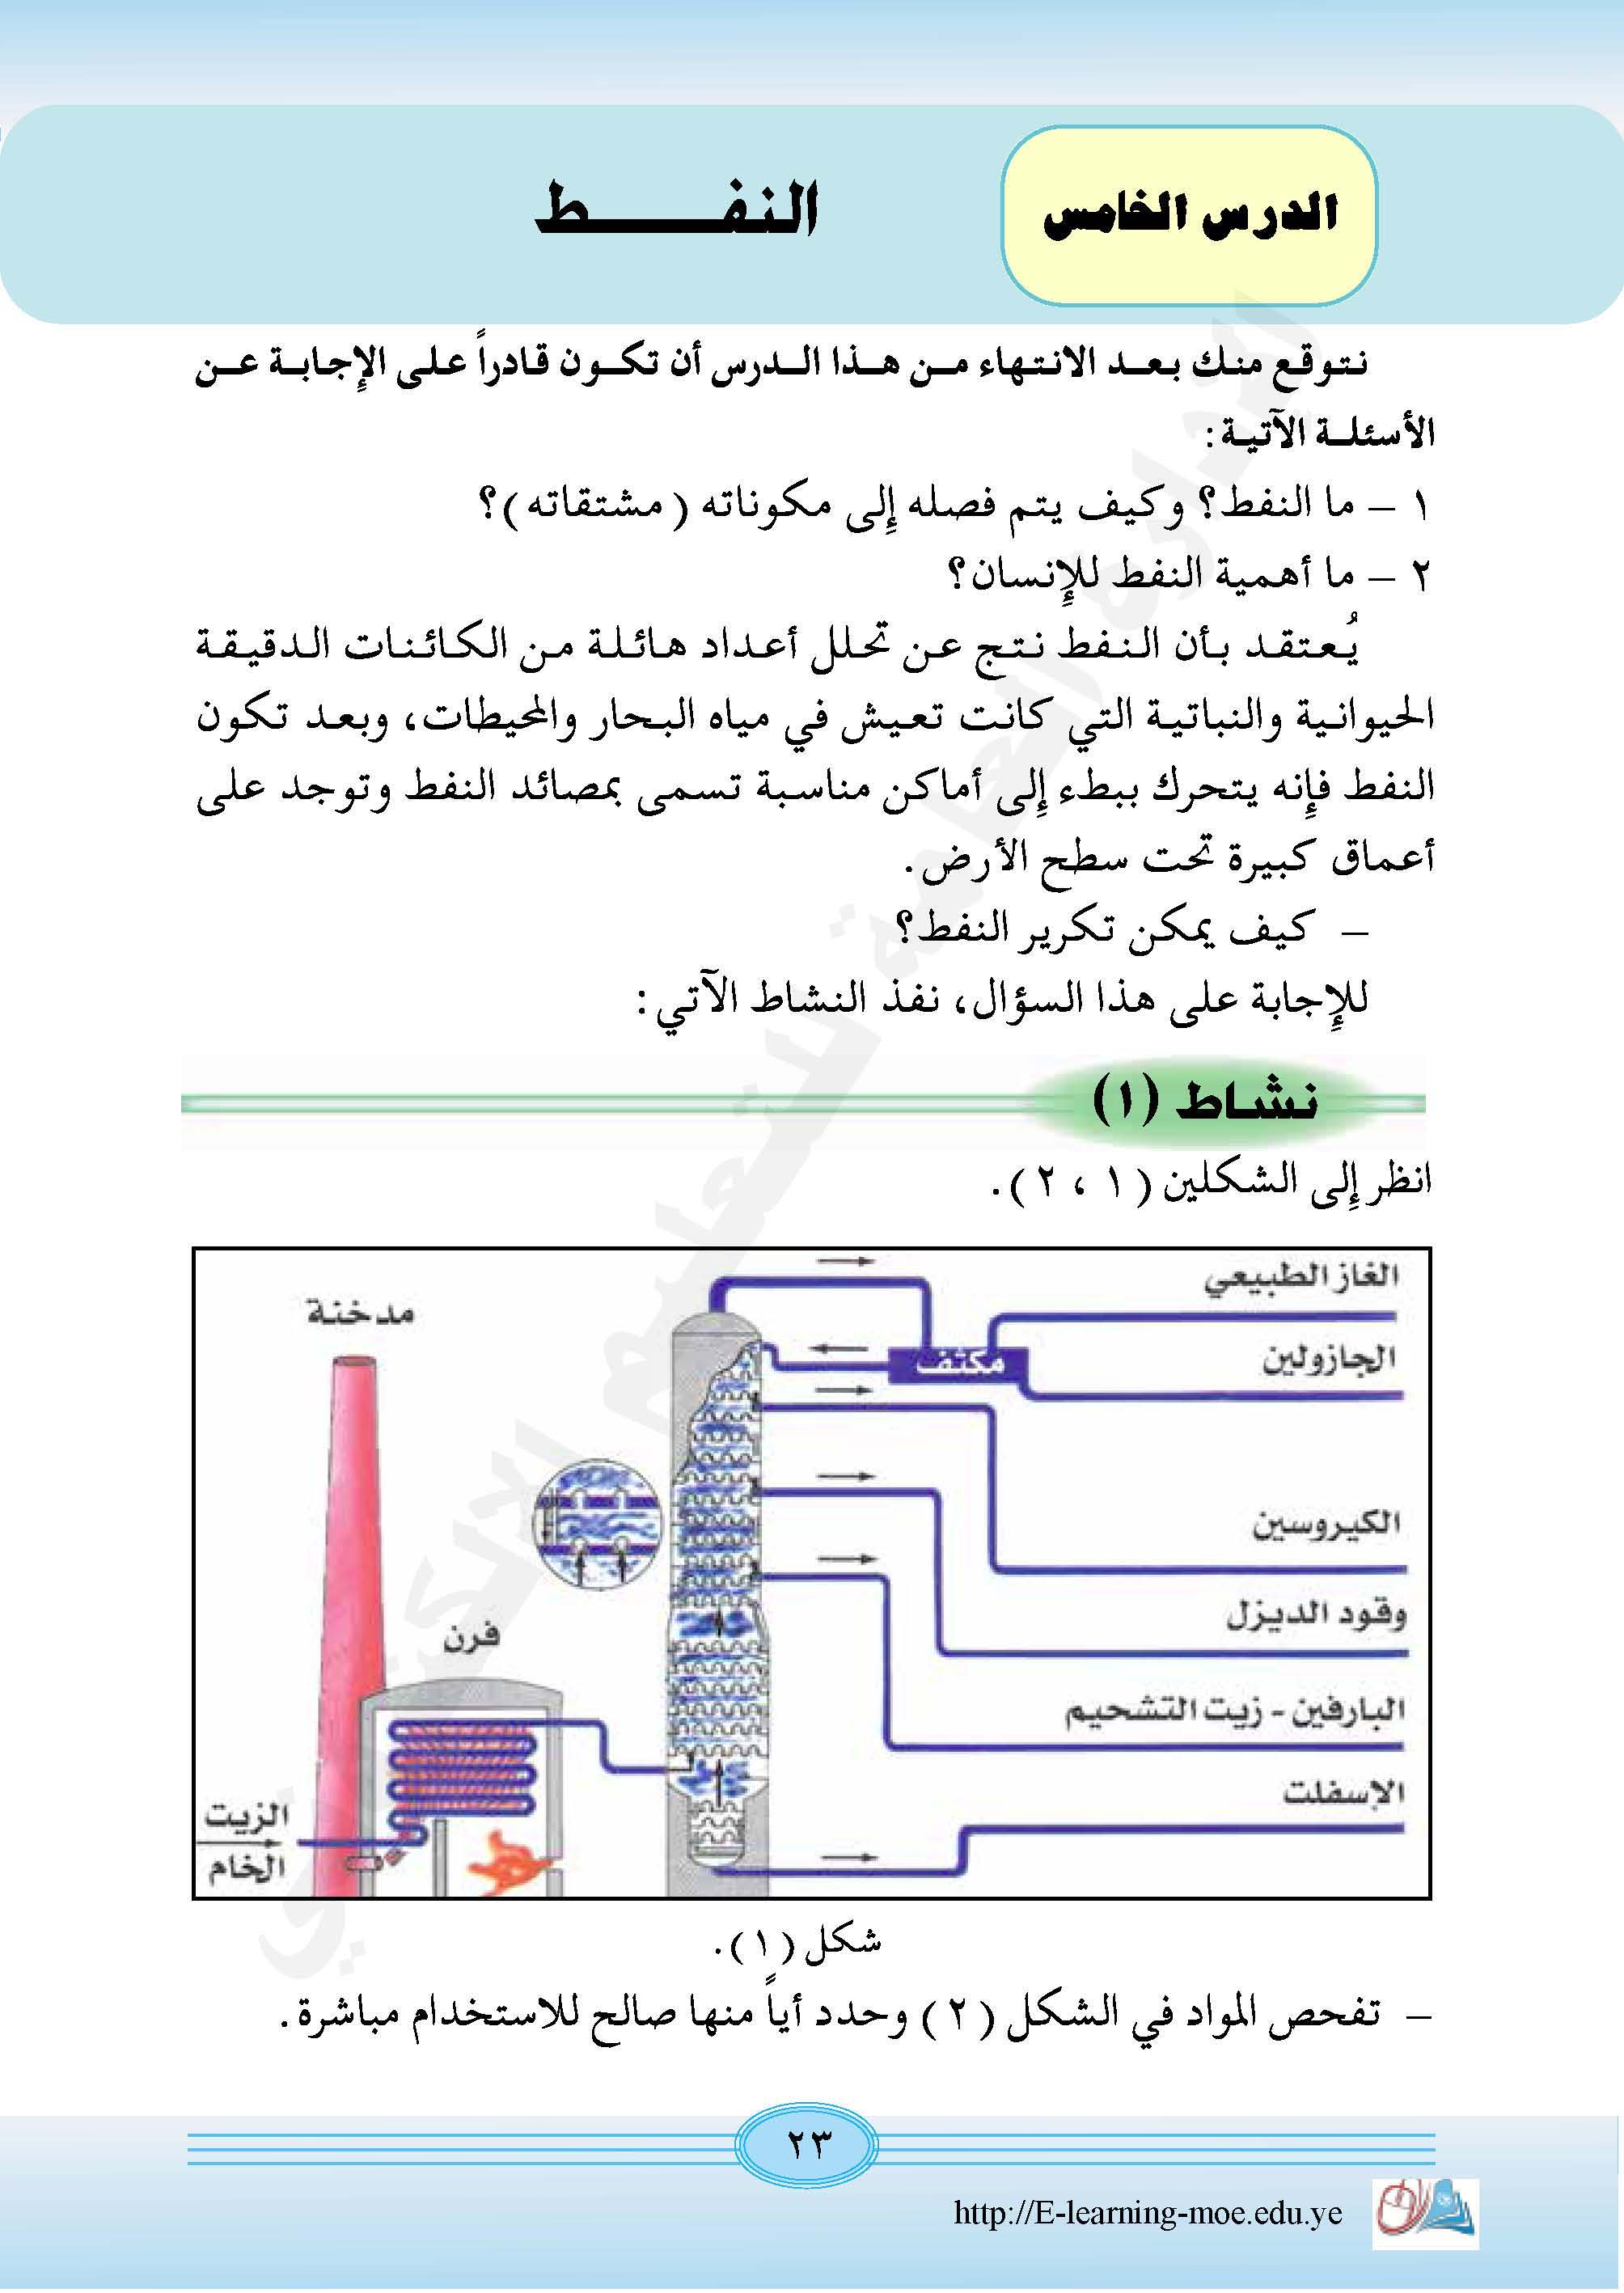 الدرس الخامس
النفط
نتوقع منك بعد الانتهاء من هذا الدرس أن تكون قادراً على الإجابة عن
الأسئلة الآتية:
١ – ما النفط؟ وكيف يتم فصله إلى مكوناته (مشتقاته)؟
٢ – ما أهمية النفط للإنسان؟
يُعتقد بأن النفط نتج عن تحلل أعداد هائلة من الكائنات الدقيقة
الحيوانية والنباتية التي كانت تعيش في مياه البحار والمحيطات، وبعد تكون
النفط فإنه يتحرك ببطء إلى أماكن مناسبة تسمى بمصائد النفط وتوجد على
أعماق كبيرة تحت سطح الأرض.
– كيف يمكن تكرير النفط؟
للإجابة على هذا السؤال، نفذ النشاط الآتي:
نشاط (١)
انظر إلى الشكلين (١ ، ٢).
الغاز الطبيعي
مدخنة
الجازولين
مكثف
الكيروسين
وقود الديزل
فرن
البارفين - زيت التشحيم
الإسفلت
الزيت
الخام
شكل (١).
– تفحص المواد في الشكل (٢) وحدد أياً منها صالح للاستخدام مباشرة.
٢٣
http://E-learning-moe.edu.ye
الإدارة العامة للتعليم الإلكتروني